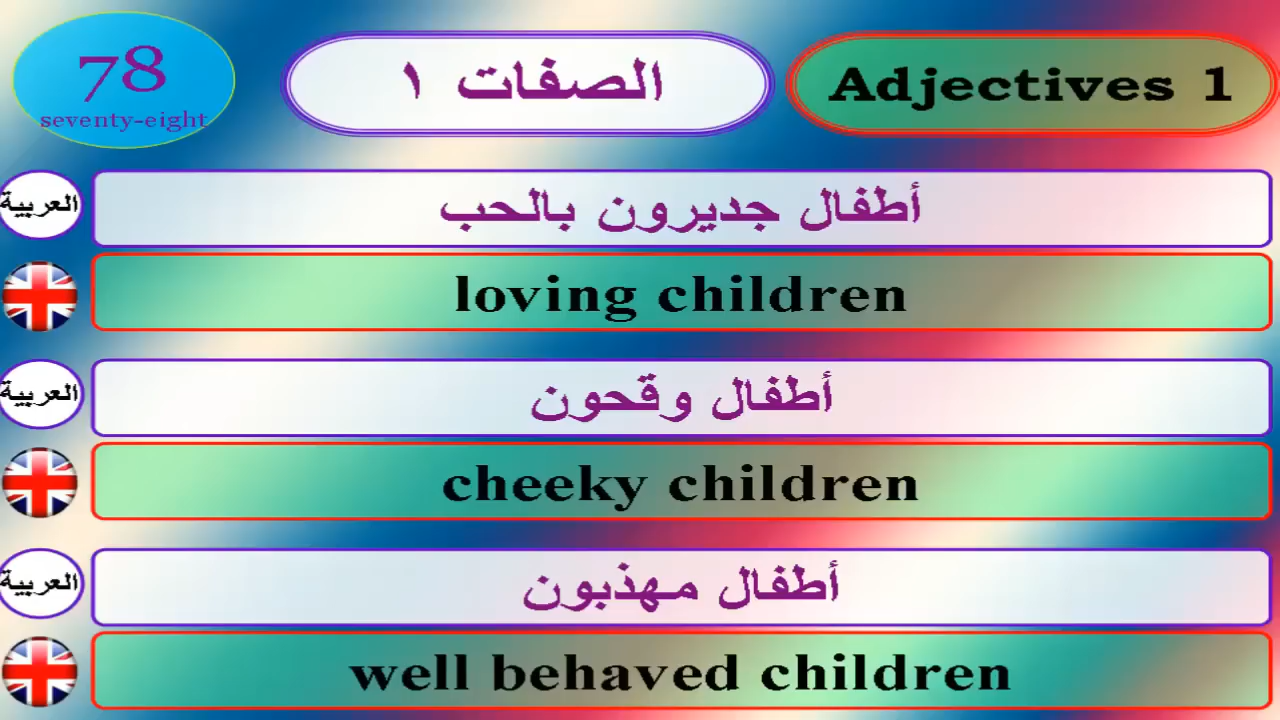 78
seventy-eight
الصفات ١
Adjectives 1
العربية
أطفال جديرون بالحب
loving children
العربية
أطفال وقحون
cheeky children
العربية
أطفال مهذبون
well behaved children